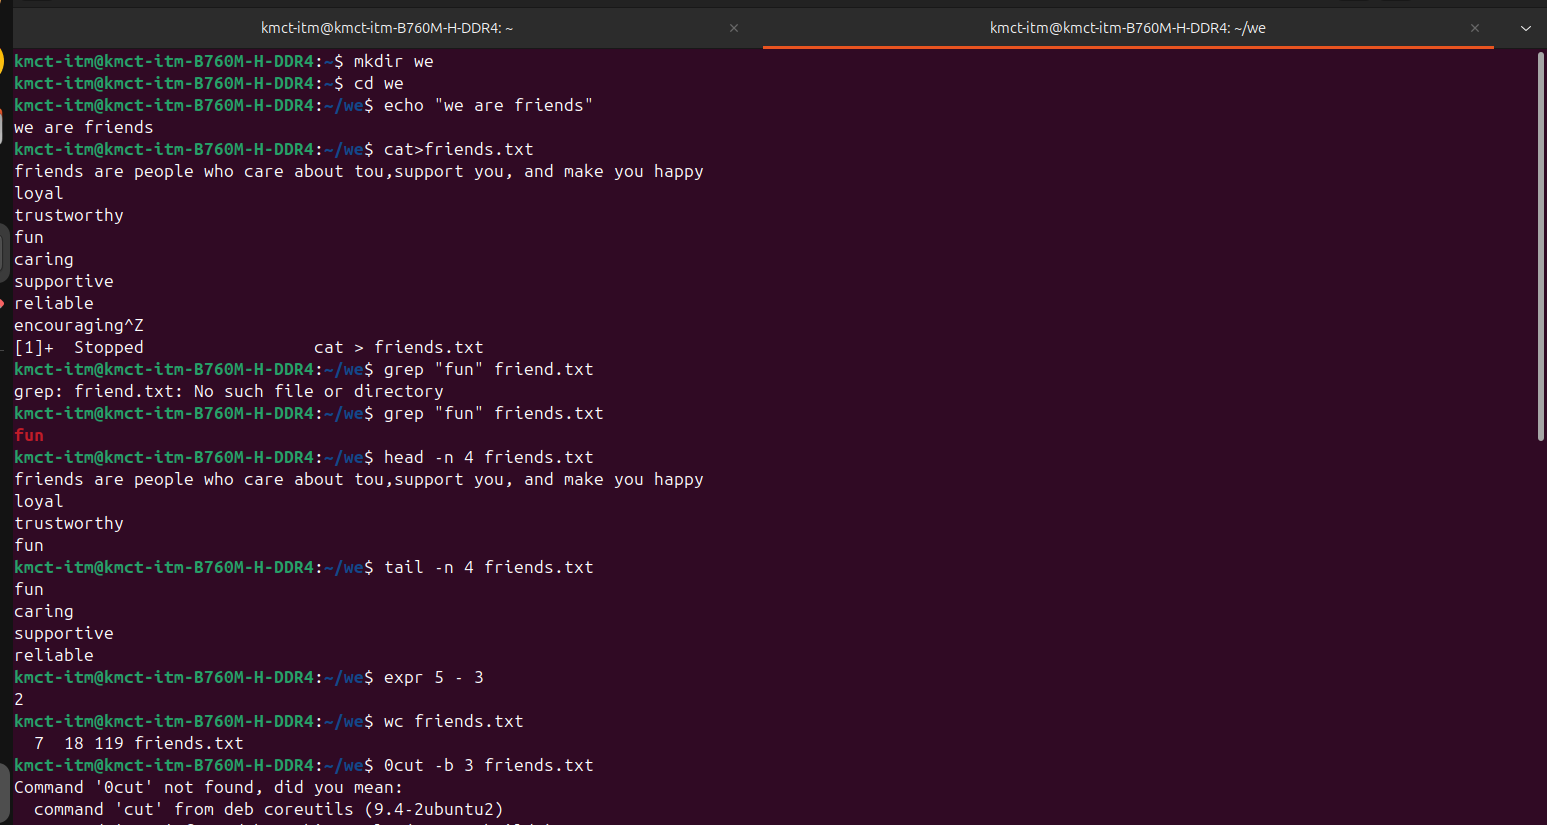 kmct-itm@kmct-itm-B760M-H-DDR4: ~
kmct-itm@kmct-itm-B760M-H-DDR4: ~/we
kmct-itm@kmct-itm-B760M-H-DDR4:~$ mkdir we
kmct-itm@kmct-itm-B760M-H-DDR4:~$ cd we
kmct-itm@kmct-itm-B760M-H-DDR4:~/we$ echo "we are friends"
we are friends
kmct-itm@kmct-itm-B760M-H-DDR4:~/we$ cat>friends.txt
friends are people who care about tou,support you, and make you happy
loyal
trustworthy
fun
caring
supportive
reliable
encouraging^Z
[1]+  Stopped                 cat > friends.txt
kmct-itm@kmct-itm-B760M-H-DDR4:~/we$ grep "fun" friend.txt
grep: friend.txt: No such file or directory
kmct-itm@kmct-itm-B760M-H-DDR4:~/we$ grep "fun" friends.txt
fun
kmct-itm@kmct-itm-B760M-H-DDR4:~/we$ head -n 4 friends.txt
friends are people who care about tou,support you, and make you happy
loyal
trustworthy
fun
kmct-itm@kmct-itm-B760M-H-DDR4:~/we$ tail -n 4 friends.txt
fun
caring
supportive
reliable
kmct-itm@kmct-itm-B760M-H-DDR4:~/we$ expr 5 - 3
2
kmct-itm@kmct-itm-B760M-H-DDR4:~/we$ wc friends.txt
  7  18 119 friends.txt
kmct-itm@kmct-itm-B760M-H-DDR4:~/we$ 0cut -b 3 friends.txt
Command '0cut' not found, did you mean:
  command 'cut' from deb coreutils (9.4-2ubuntu2)